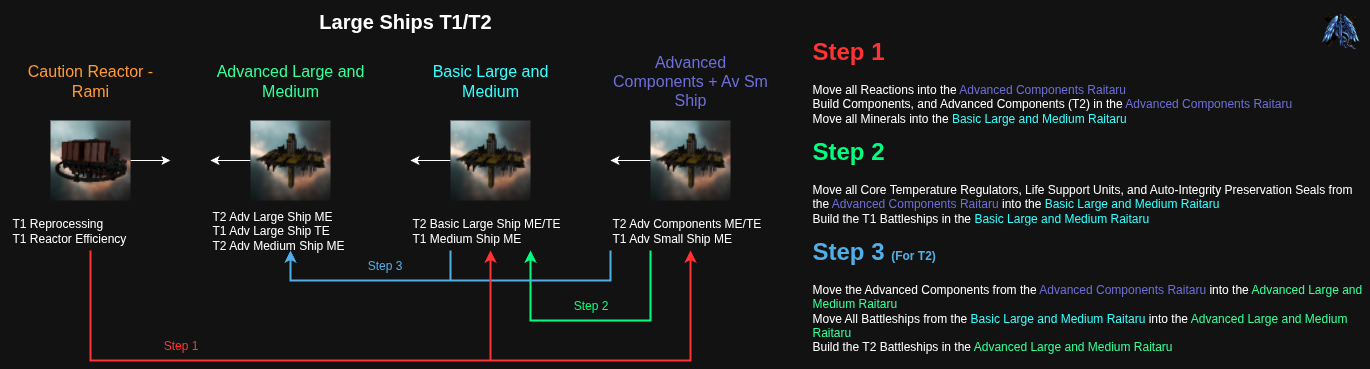 Large Ships T1/T2
Caution Reactor -
Rami
Advanced Large and
Medium
Basic Large and
Medium
Advanced
Components + Av Sm
Ship
T1 Reprocessing
T1 Reactor Efficiency
T2 Adv Large Ship ME
T1 Adv Large Ship TE
T2 Adv Medium Ship ME
T2 Basic Large Ship ME/TE
T1 Medium Ship ME
T2 Adv Components ME/TE
T1 Adv Small Ship ME
Step 3
Step 2
Step 1
Step 1
Move all Reactions into the Advanced Components Raitaru
Build Components, and Advanced Components (T2) in the Advanced Components Raitaru
Move all Minerals into the Basic Large and Medium Raitaru
Step 2
Move all Core Temperature Regulators, Life Support Units, and Auto-Integrity Preservation Seals from
the Advanced Components Raitaru into the Basic Large and Medium Raitaru
Build the T1 Battleships in the Basic Large and Medium Raitaru
Step 3 (For T2)
Move the Advanced Components from the Advanced Components Raitaru into the Advanced Large and
Medium Raitaru
Move All Battleships from the Basic Large and Medium Raitaru into the Advanced Large and Medium
Raitaru
Build the T2 Battleships in the Advanced Large and Medium Raitaru